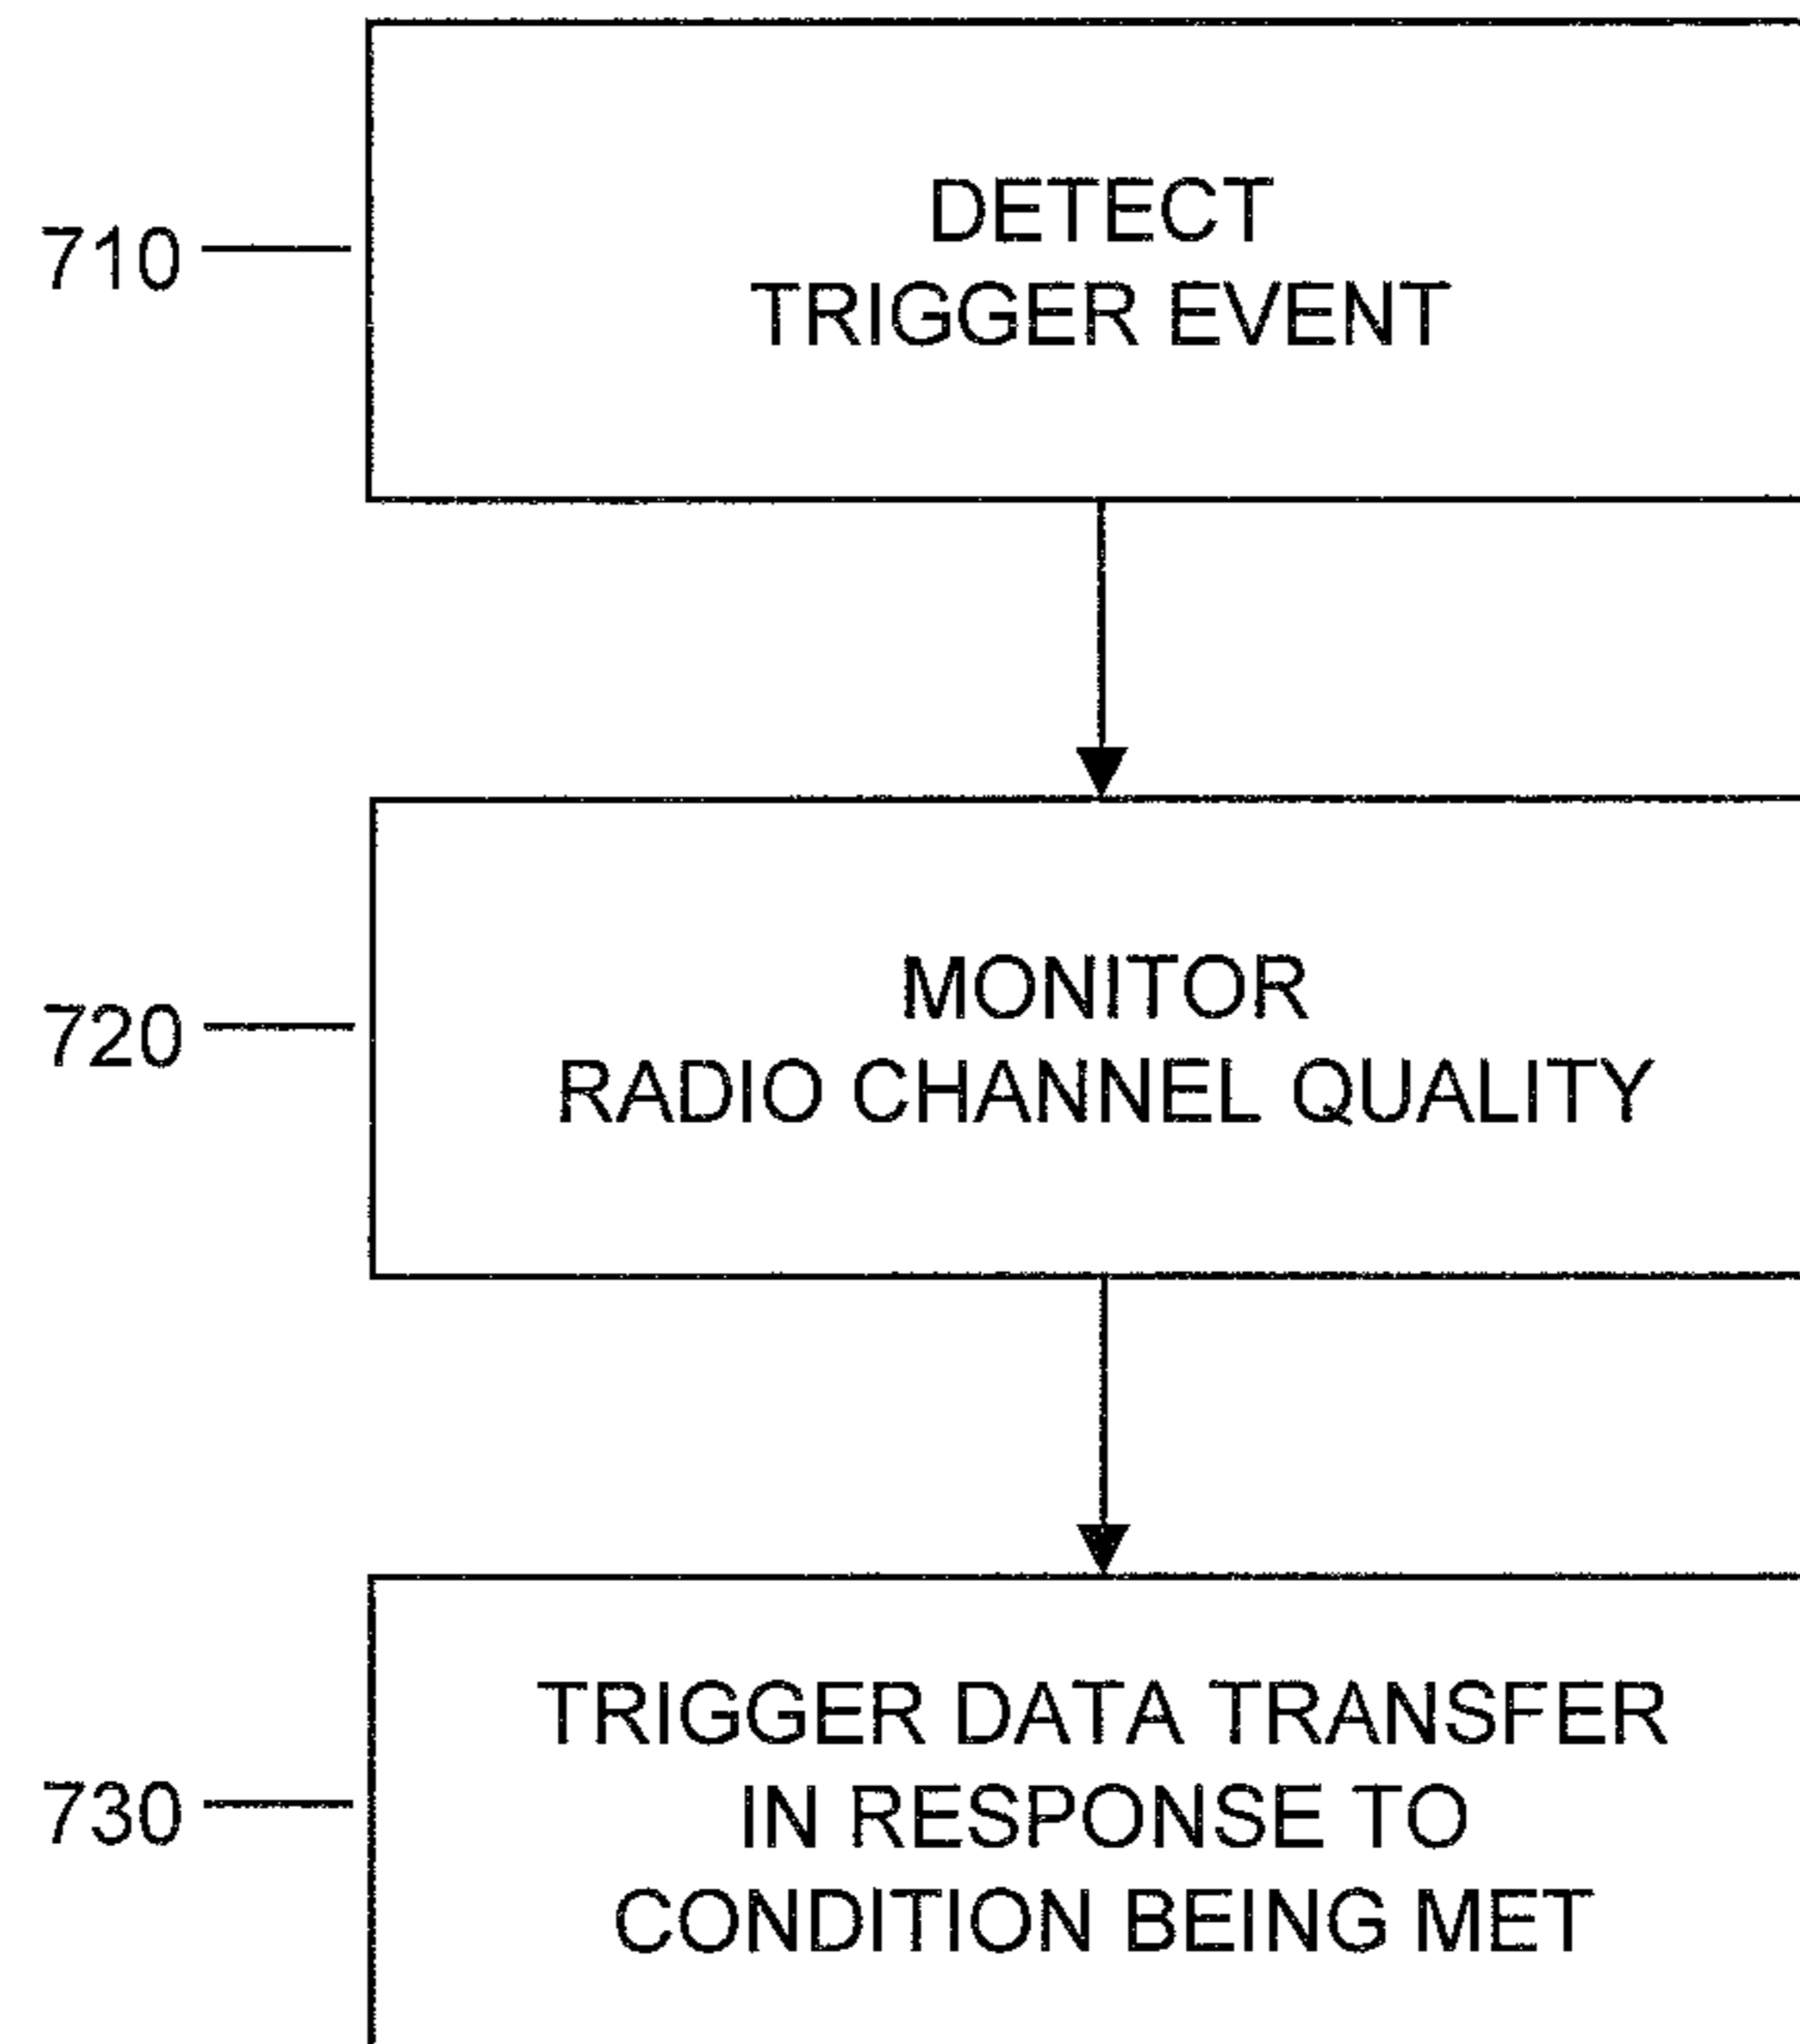 710
DETECT
TRIGGER EVENT
720
MONITOR
RADIO CHANNEL QUALITY
730
TRIGGER DATA TRANSFER
IN RESPONSE TO
CONDITION BEING MET